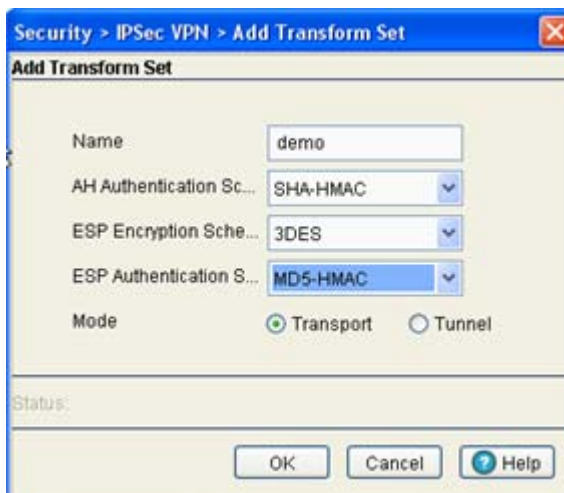 Security > IPSec VPN > Add Transform Set
Add Transform Set
Name demo
AH Authentication Sc... SHA-HMAC
ESP Encryption Sche... 3DES
ESP Authentication S... MD5-HMAC
Mode Transport Tunnel
Status:
OK Cancel ? Help